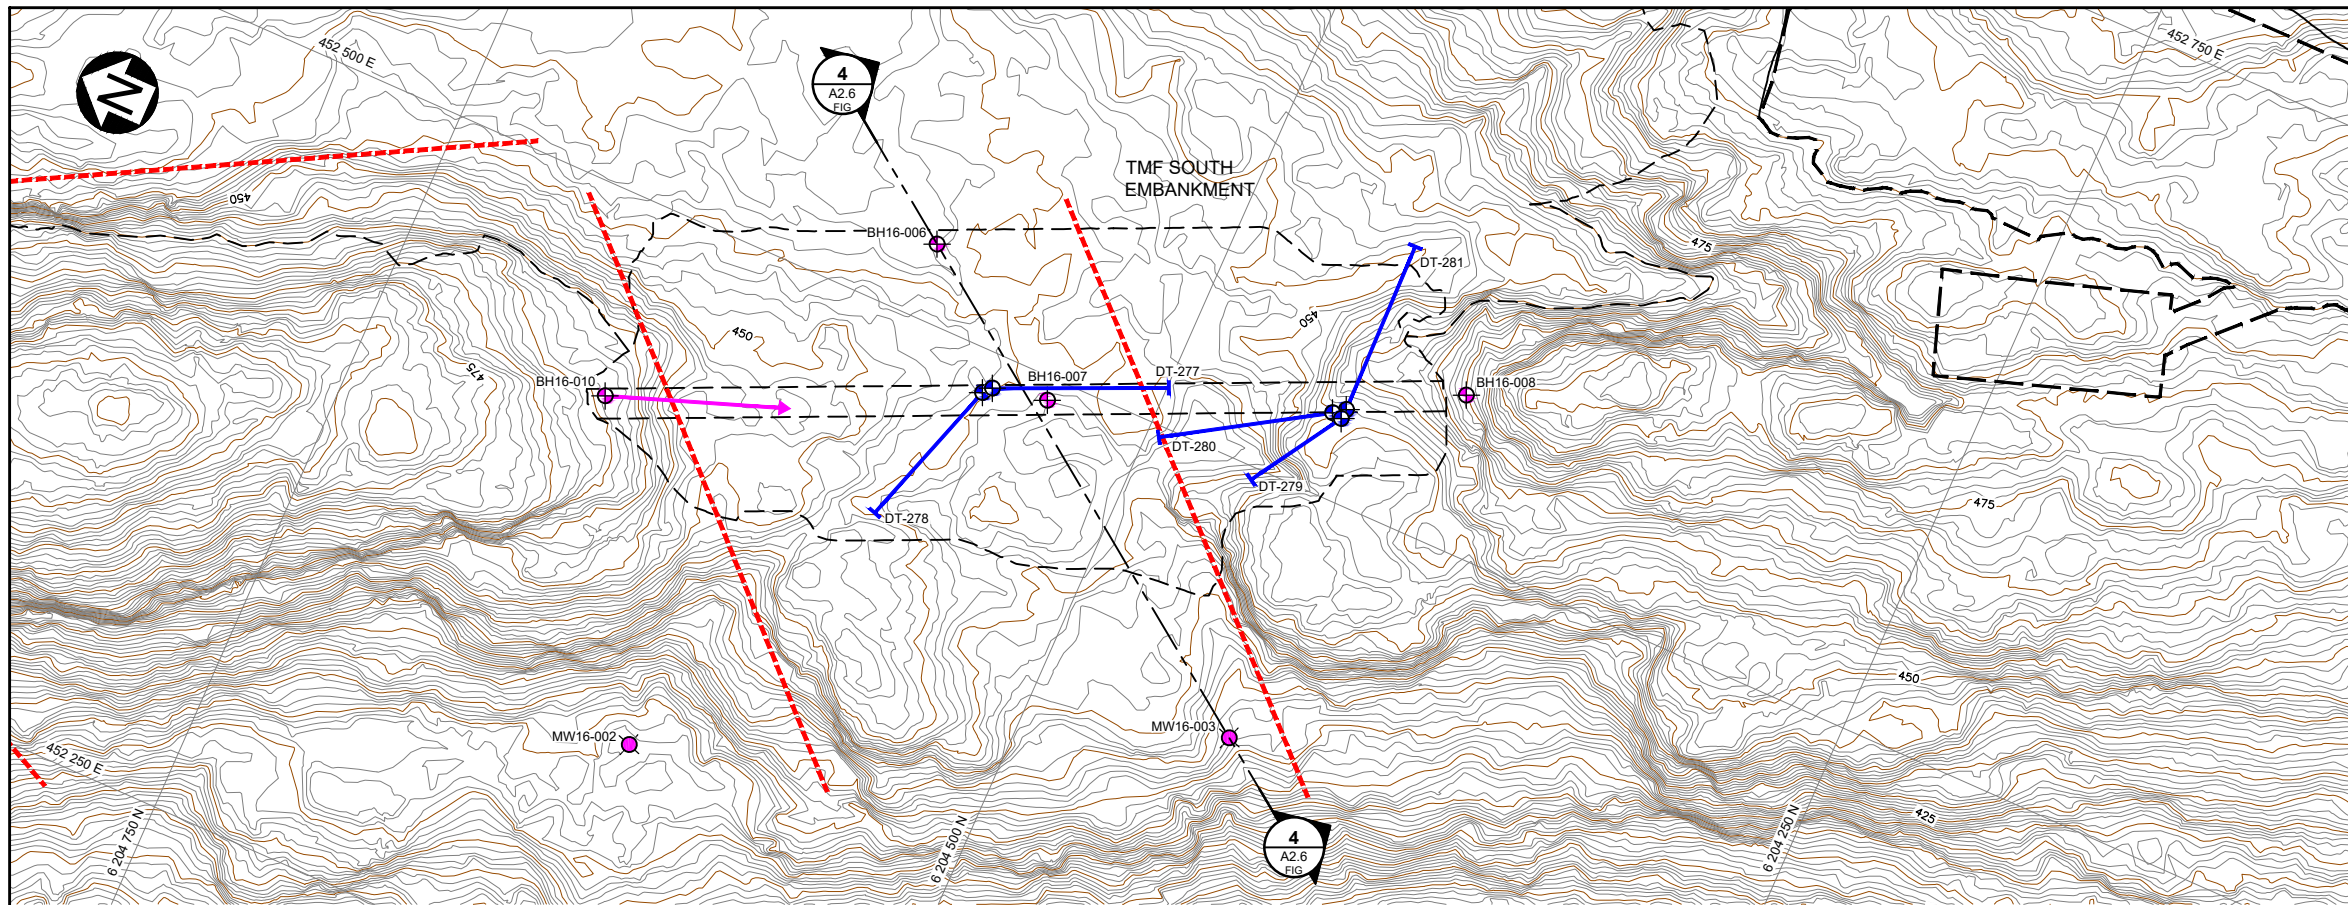 452 500 E
452 750 E
N
4
A2.6
FIG
TMF SOUTH
EMBANKMENT
450
BH16-006
475
DT-281
450
450
475
DT-277
BH16-007
BH16-010
BH16-008
DT-280
DT-279
475
DT-278
450
MW16-003
MW16-002
452 250 E
425
6 204 750 N
6 204 500 N
6 204 250 N
4
A2.6
FIG